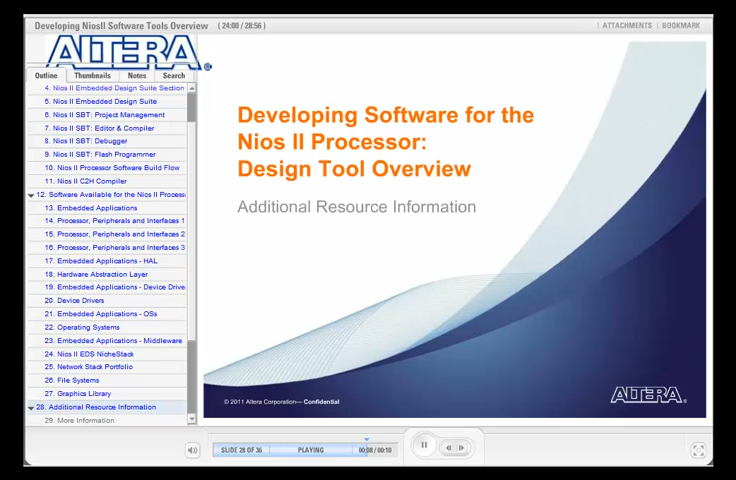 Developing NiosII Software Tools Overview ( 24:00 / 28:56 )
ATTACHMENTS | BOOKMARK
ALTERA®
Outline Thumbnails Notes Search
4. Nios II Embedded Design Suite Section
5. Nios II Embedded Design Suite
6. Nios II SBT: Project Management
7. Nios II SBT: Editor & Compiler
8. Nios II SBT: Debugger
9. Nios II SBT: Flash Programmer
10. Nios II Processor Software Build Flow
11. Nios II C2H Compiler
12. Software Available for the Nios II Process
13. Embedded Applications
14. Processor, Peripherals and Interfaces 1
15. Processor, Peripherals and Interfaces 2
16. Processor, Peripherals and Interfaces 3
17. Embedded Applications - HAL
18. Hardware Abstraction Layer
19. Embedded Applications - Device Drive
20. Device Drivers
21. Embedded Applications - OSs
22. Operating Systems
23. Embedded Applications - Middleware
24. Nios II EDS NicheStack
25. Network Stack Portfolio
26. File Systems
27. Graphics Library
28. Additional Resource Information
29. More Information
Developing Software for the
Nios II Processor:
Design Tool Overview
Additional Resource Information
© 2011 Altera Corporation— Confidential
ALTERA®
SLIDE 28 OF 36 PLAYING 00:08 / 00:10